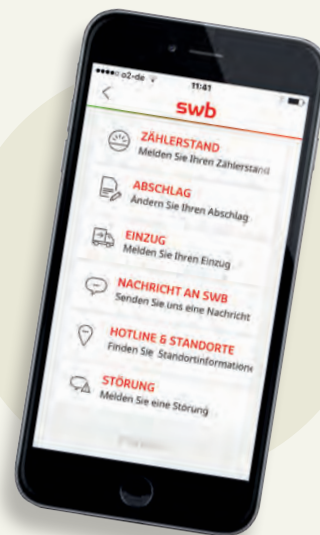 o2-de 11:41
swb
ZÄHLERSTAND
Melden Sie Ihren Zählerstand
ABSCHLAG
Ändern Sie Ihren Abschlag
EINZUG
Melden Sie Ihren Einzug
NACHRICHT AN SWB
Senden Sie uns eine Nachricht
HOTLINE & STANDORTE
Finden Sie Standortinformatione
STÖRUNG
Melden Sie eine Störung